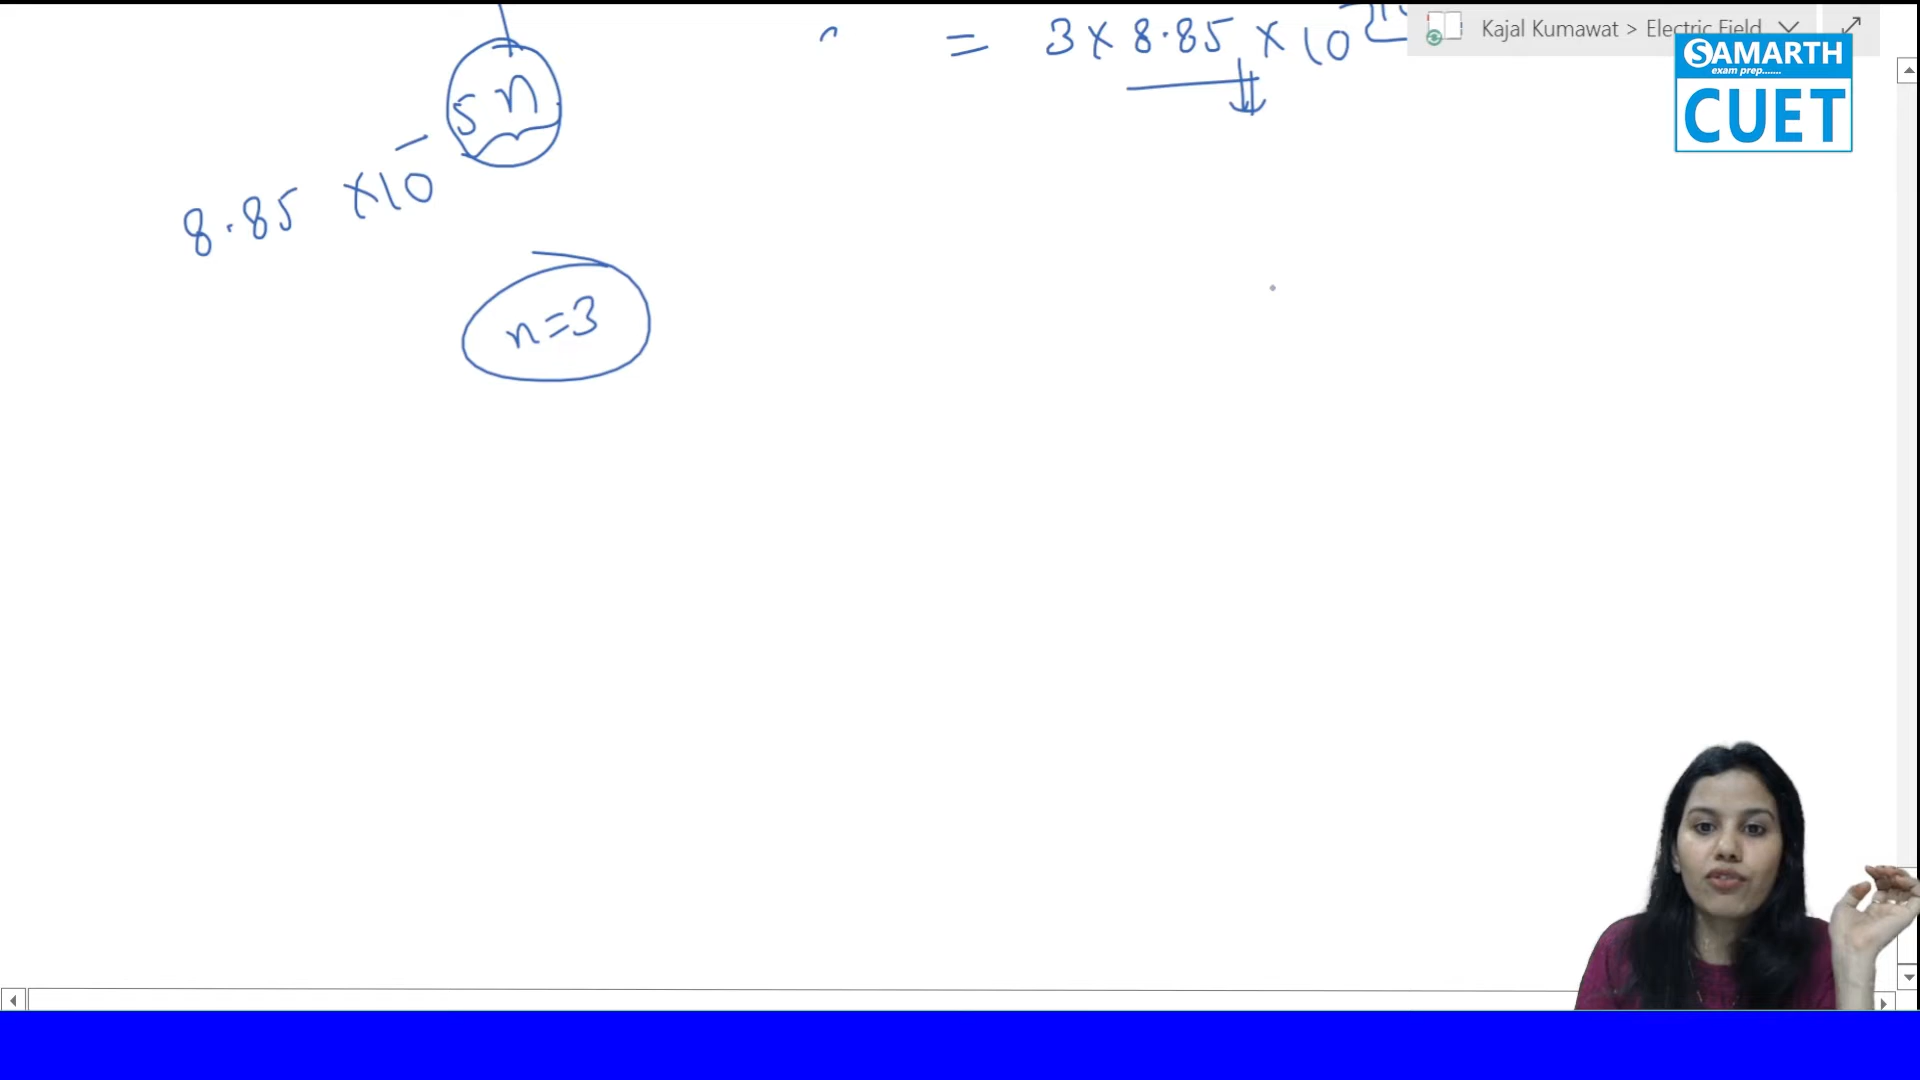 = 3 × 8.85 × 10
Kajal Kumawat > Electric Field
SAMARTH
exam prep......
CUET
5n
8.85 ×10⁻
n=3